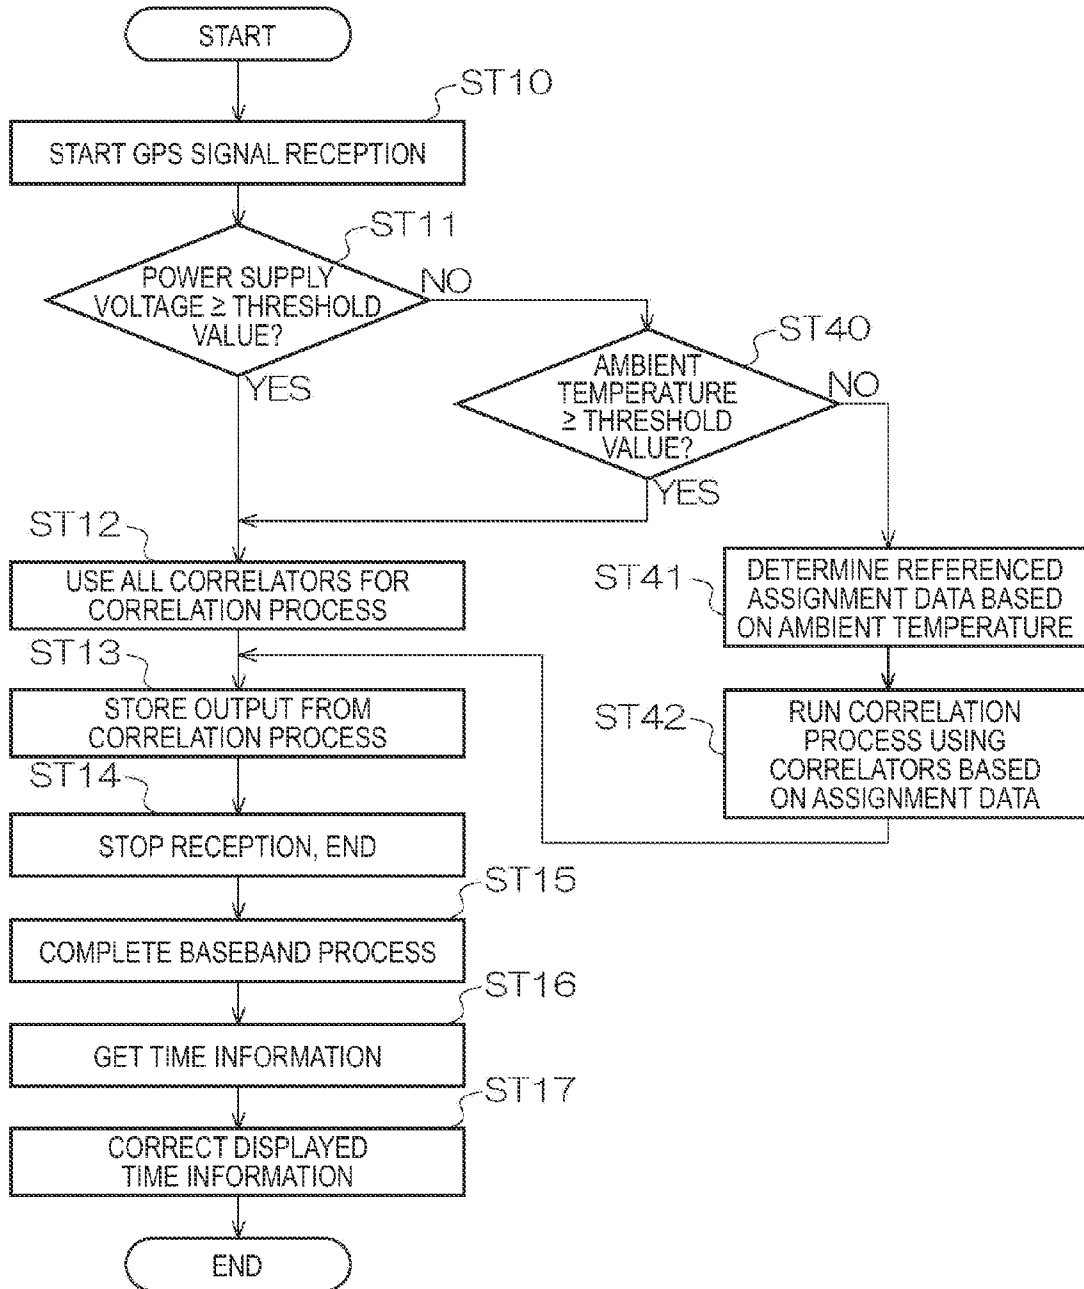 START
ST10
START GPS SIGNAL RECEPTION
ST11
POWER SUPPLY
VOLTAGE ≥ THRESHOLD
VALUE?
NO
YES
ST40
AMBIENT
TEMPERATURE
≥ THRESHOLD
VALUE?
NO
YES
ST12
USE ALL CORRELATORS FOR
CORRELATION PROCESS
ST41
DETERMINE REFERENCED
ASSIGNMENT DATA BASED
ON AMBIENT TEMPERATURE
ST13
STORE OUTPUT FROM
CORRELATION PROCESS
ST42
RUN CORRELATION
PROCESS USING
CORRELATORS BASED
ON ASSIGNMENT DATA
ST14
STOP RECEPTION, END
ST15
COMPLETE BASEBAND PROCESS
ST16
GET TIME INFORMATION
ST17
CORRECT DISPLAYED
TIME INFORMATION
END